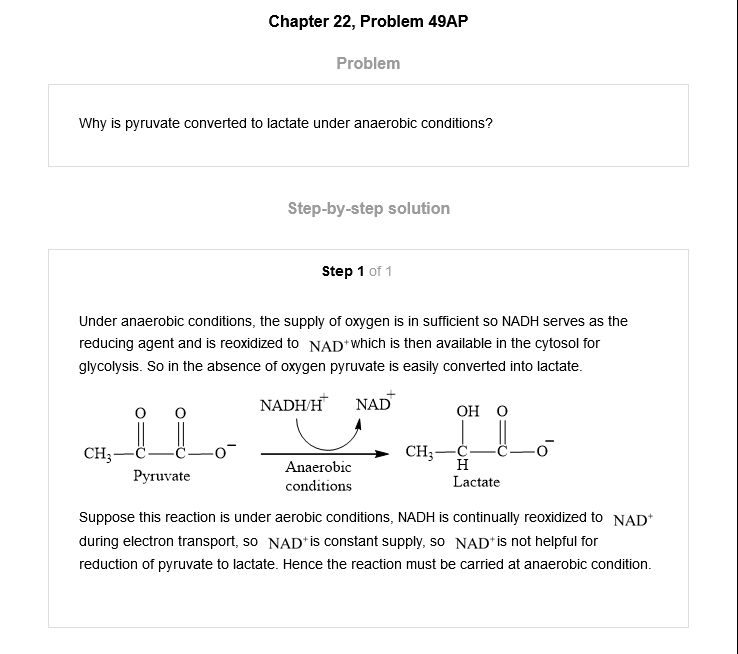 Chapter 22, Problem 49AP
Problem
Why is pyruvate converted to lactate under anaerobic conditions?
Step-by-step solution
Step 1 of 1
Under anaerobic conditions, the supply of oxygen is in sufficient so NADH serves as the
reducing agent and is reoxidized to NAD⁺ which is then available in the cytosol for
glycolysis. So in the absence of oxygen pyruvate is easily converted into lactate.
NADH/H⁺ NAD⁺
O O
OH O
CH₃—C—C—O⁻
CH₃—C—C—O⁻
H
Anaerobic
conditions
Pyruvate
Lactate
Suppose this reaction is under aerobic conditions, NADH is continually reoxidized to NAD⁺
during electron transport, so NAD⁺ is constant supply, so NAD⁺ is not helpful for
reduction of pyruvate to lactate. Hence the reaction must be carried at anaerobic condition.